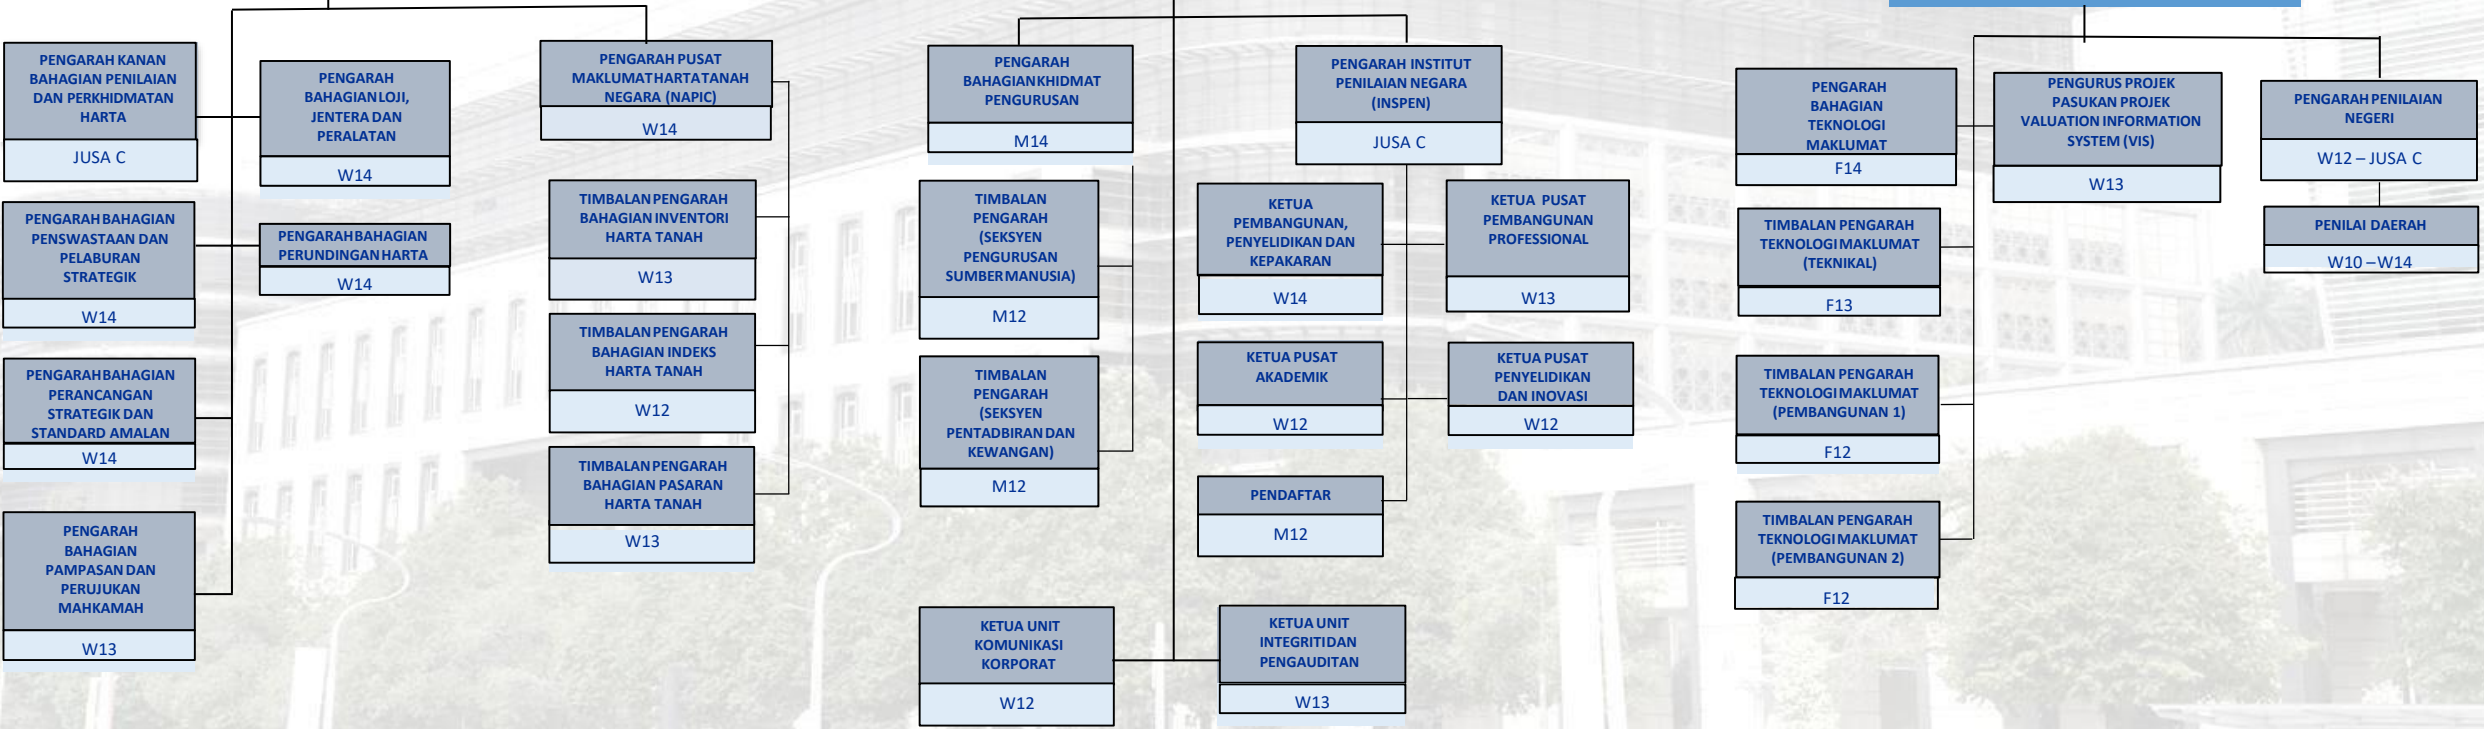 PENGARAH KANAN
BAHAGIAN PENILAIAN
DAN PERKHIDMATAN
HARTA
JUSA C
PENGARAH
BAHAGIAN LOJI,
JENTERA DAN
PERALATAN
W14
PENGARAH BAHAGIAN
PENSWASTAAN DAN
PELABURAN
STRATEGIK
W14
PENGARAH BAHAGIAN
PERUNDINGAN HARTA
W14
PENGARAH BAHAGIAN
PERANCANGAN
STRATEGIK DAN
STANDARD AMALAN
W14
PENGARAH
BAHAGIAN
PAMPASAN DAN
PERUJUKAN
MAHKAMAH
W13
PENGARAH PUSAT
MAKLUMAT HARTA TANAH
NEGARA (NAPIC)
W14
TIMBALAN PENGARAH
BAHAGIAN INVENTORI
HARTA TANAH
W13
TIMBALAN PENGARAH
BAHAGIAN INDEKS
HARTA TANAH
W12
TIMBALAN PENGARAH
BAHAGIAN PASARAN
HARTA TANAH
W13
PENGARAH
BAHAGIAN KHIDMAT
PENGURUSAN
M14
TIMBALAN
PENGARAH
(SEKSYEN
PENGURUSAN
SUMBER MANUSIA)
M12
TIMBALAN
PENGARAH
(SEKSYEN
PENTADBIRAN DAN
KEWANGAN)
M12
PENGARAH INSTITUT
PENILAIAN NEGARA
(INSPEN)
JUSA C
KETUA
PEMBANGUNAN,
PENYELIDIKAN DAN
KEPAKARAN
W14
KETUA PUSAT
PEMBANGUNAN
PROFESSIONAL
W13
KETUA PUSAT
AKADEMIK
W12
KETUA PUSAT
PENYELIDIKAN
DAN INOVASI
W12
PENDAFTAR
M12
KETUA UNIT
KOMUNIKASI
KORPORAT
W12
KETUA UNIT
INTEGRITI DAN
PENGAUDITAN
W13
PENGARAH
BAHAGIAN
TEKNOLOGI
MAKLUMAT
F14
PENGURUS PROJEK
PASUKAN PROJEK
VALUATION INFORMATION
SYSTEM (VIS)
W13
TIMBALAN PENGARAH
TEKNOLOGI MAKLUMAT
(TEKNIKAL)
F13
TIMBALAN PENGARAH
TEKNOLOGI MAKLUMAT
(PEMBANGUNAN 1)
F12
TIMBALAN PENGARAH
TEKNOLOGI MAKLUMAT
(PEMBANGUNAN 2)
F12
PENGARAH PENILAIAN
NEGERI
W12 – JUSA C
PENILAI DAERAH
W10 – W14